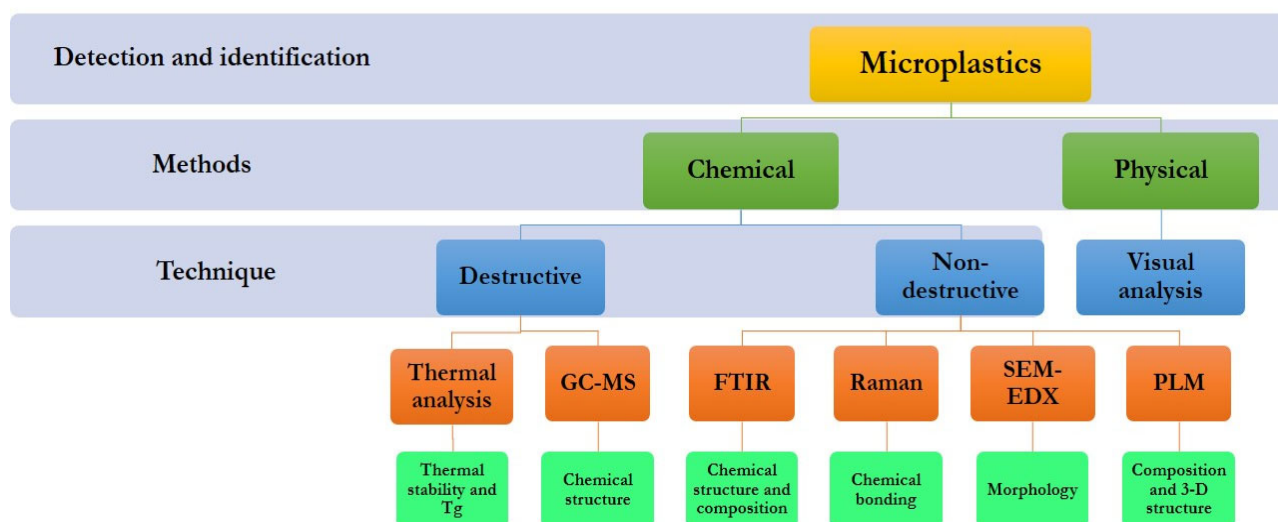 Detection and identification
Microplastics
Methods
Chemical
Physical
Technique
Destructive
Non-
destructive
Visual
analysis
Thermal
analysis
GC-MS
FTIR
Raman
SEM-
EDX
PLM
Thermal
stability and
Tg
Chemical
structure
Chemical
structure and
composition
Chemical
bonding
Morphology
Composition
and 3-D
structure